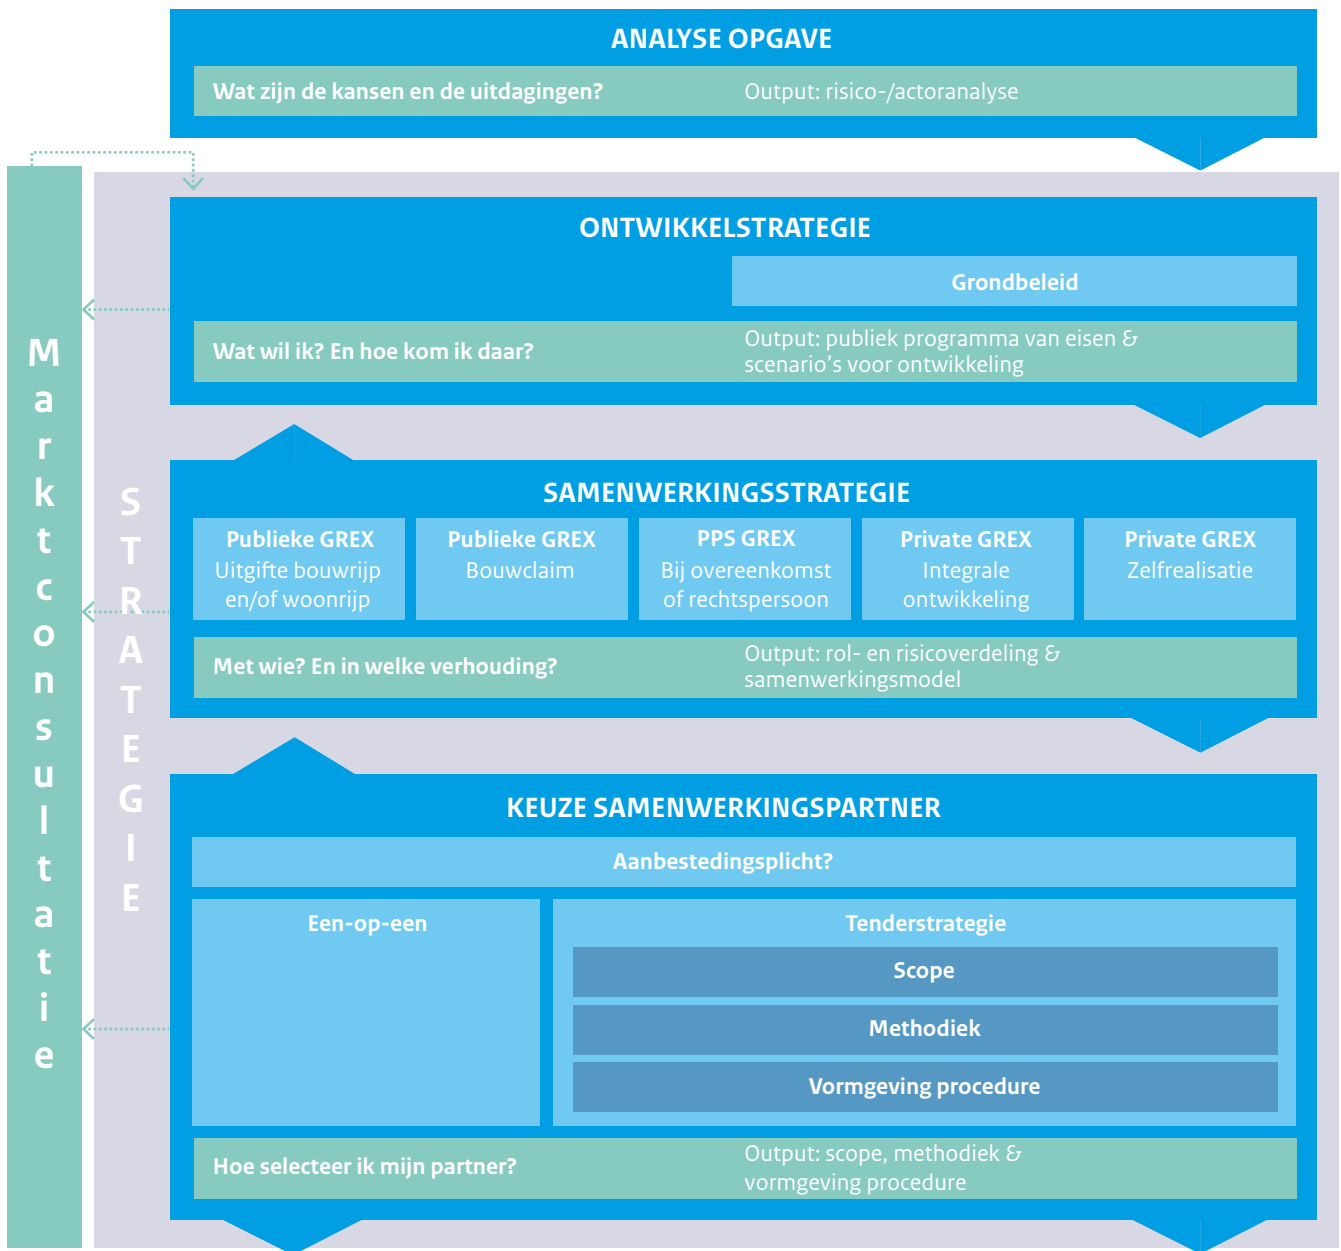 ANALYSE OPGAVE
Wat zijn de kansen en de uitdagingen?
Output: risico-/actoranalyse
Marktconsultatie
STRATEGIE
ONTWIKKELSTRATEGIE
Grondbeleid
Wat wil ik? En hoe kom ik daar?
Output: publiek programma van eisen &
scenario’s voor ontwikkeling
SAMENWERKINGSSTRATEGIE
Publieke GREX
Uitgifte bouwrijp
en/of woonrijp
Publieke GREX
Bouwclaim
PPS GREX
Bij overeenkomst
of rechtspersoon
Private GREX
Integrale
ontwikkeling
Private GREX
Zelfrealisatie
Met wie? En in welke verhouding?
Output: rol- en risicoverdeling &
samenwerkingsmodel
KEUZE SAMENWERKINGSPARTNER
Aanbestedingsplicht?
Een-op-een
Tenderstrategie
Scope
Methodiek
Vormgeving procedure
Hoe selecteer ik mijn partner?
Output: scope, methodiek &
vormgeving procedure